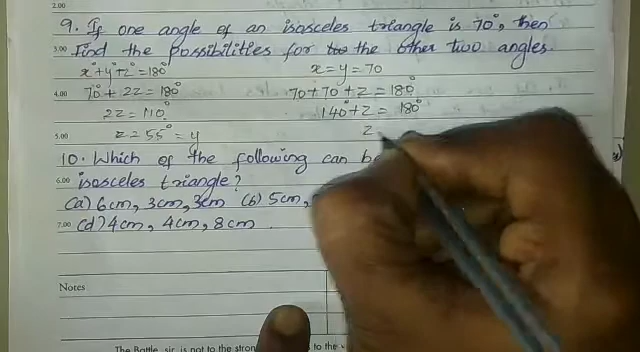 2.00
9. If one angle of an isosceles triangle is 70°, then
3.00 Find the possibilities for the other two angles.
x°+y°+z°=180° x=y=70
4.00 70°+2z=180° 70+70°+z=180°
2z=110° 140°+z=180°
5.00 z=55°=y z
10. Which of the following can b
6.00 isosceles triangle?
(a) 6cm, 3cm, 3cm (b) 5cm,
7.00 (d) 4cm, 4cm, 8cm.
Notes
The Battle, sir, is not to the stron to the